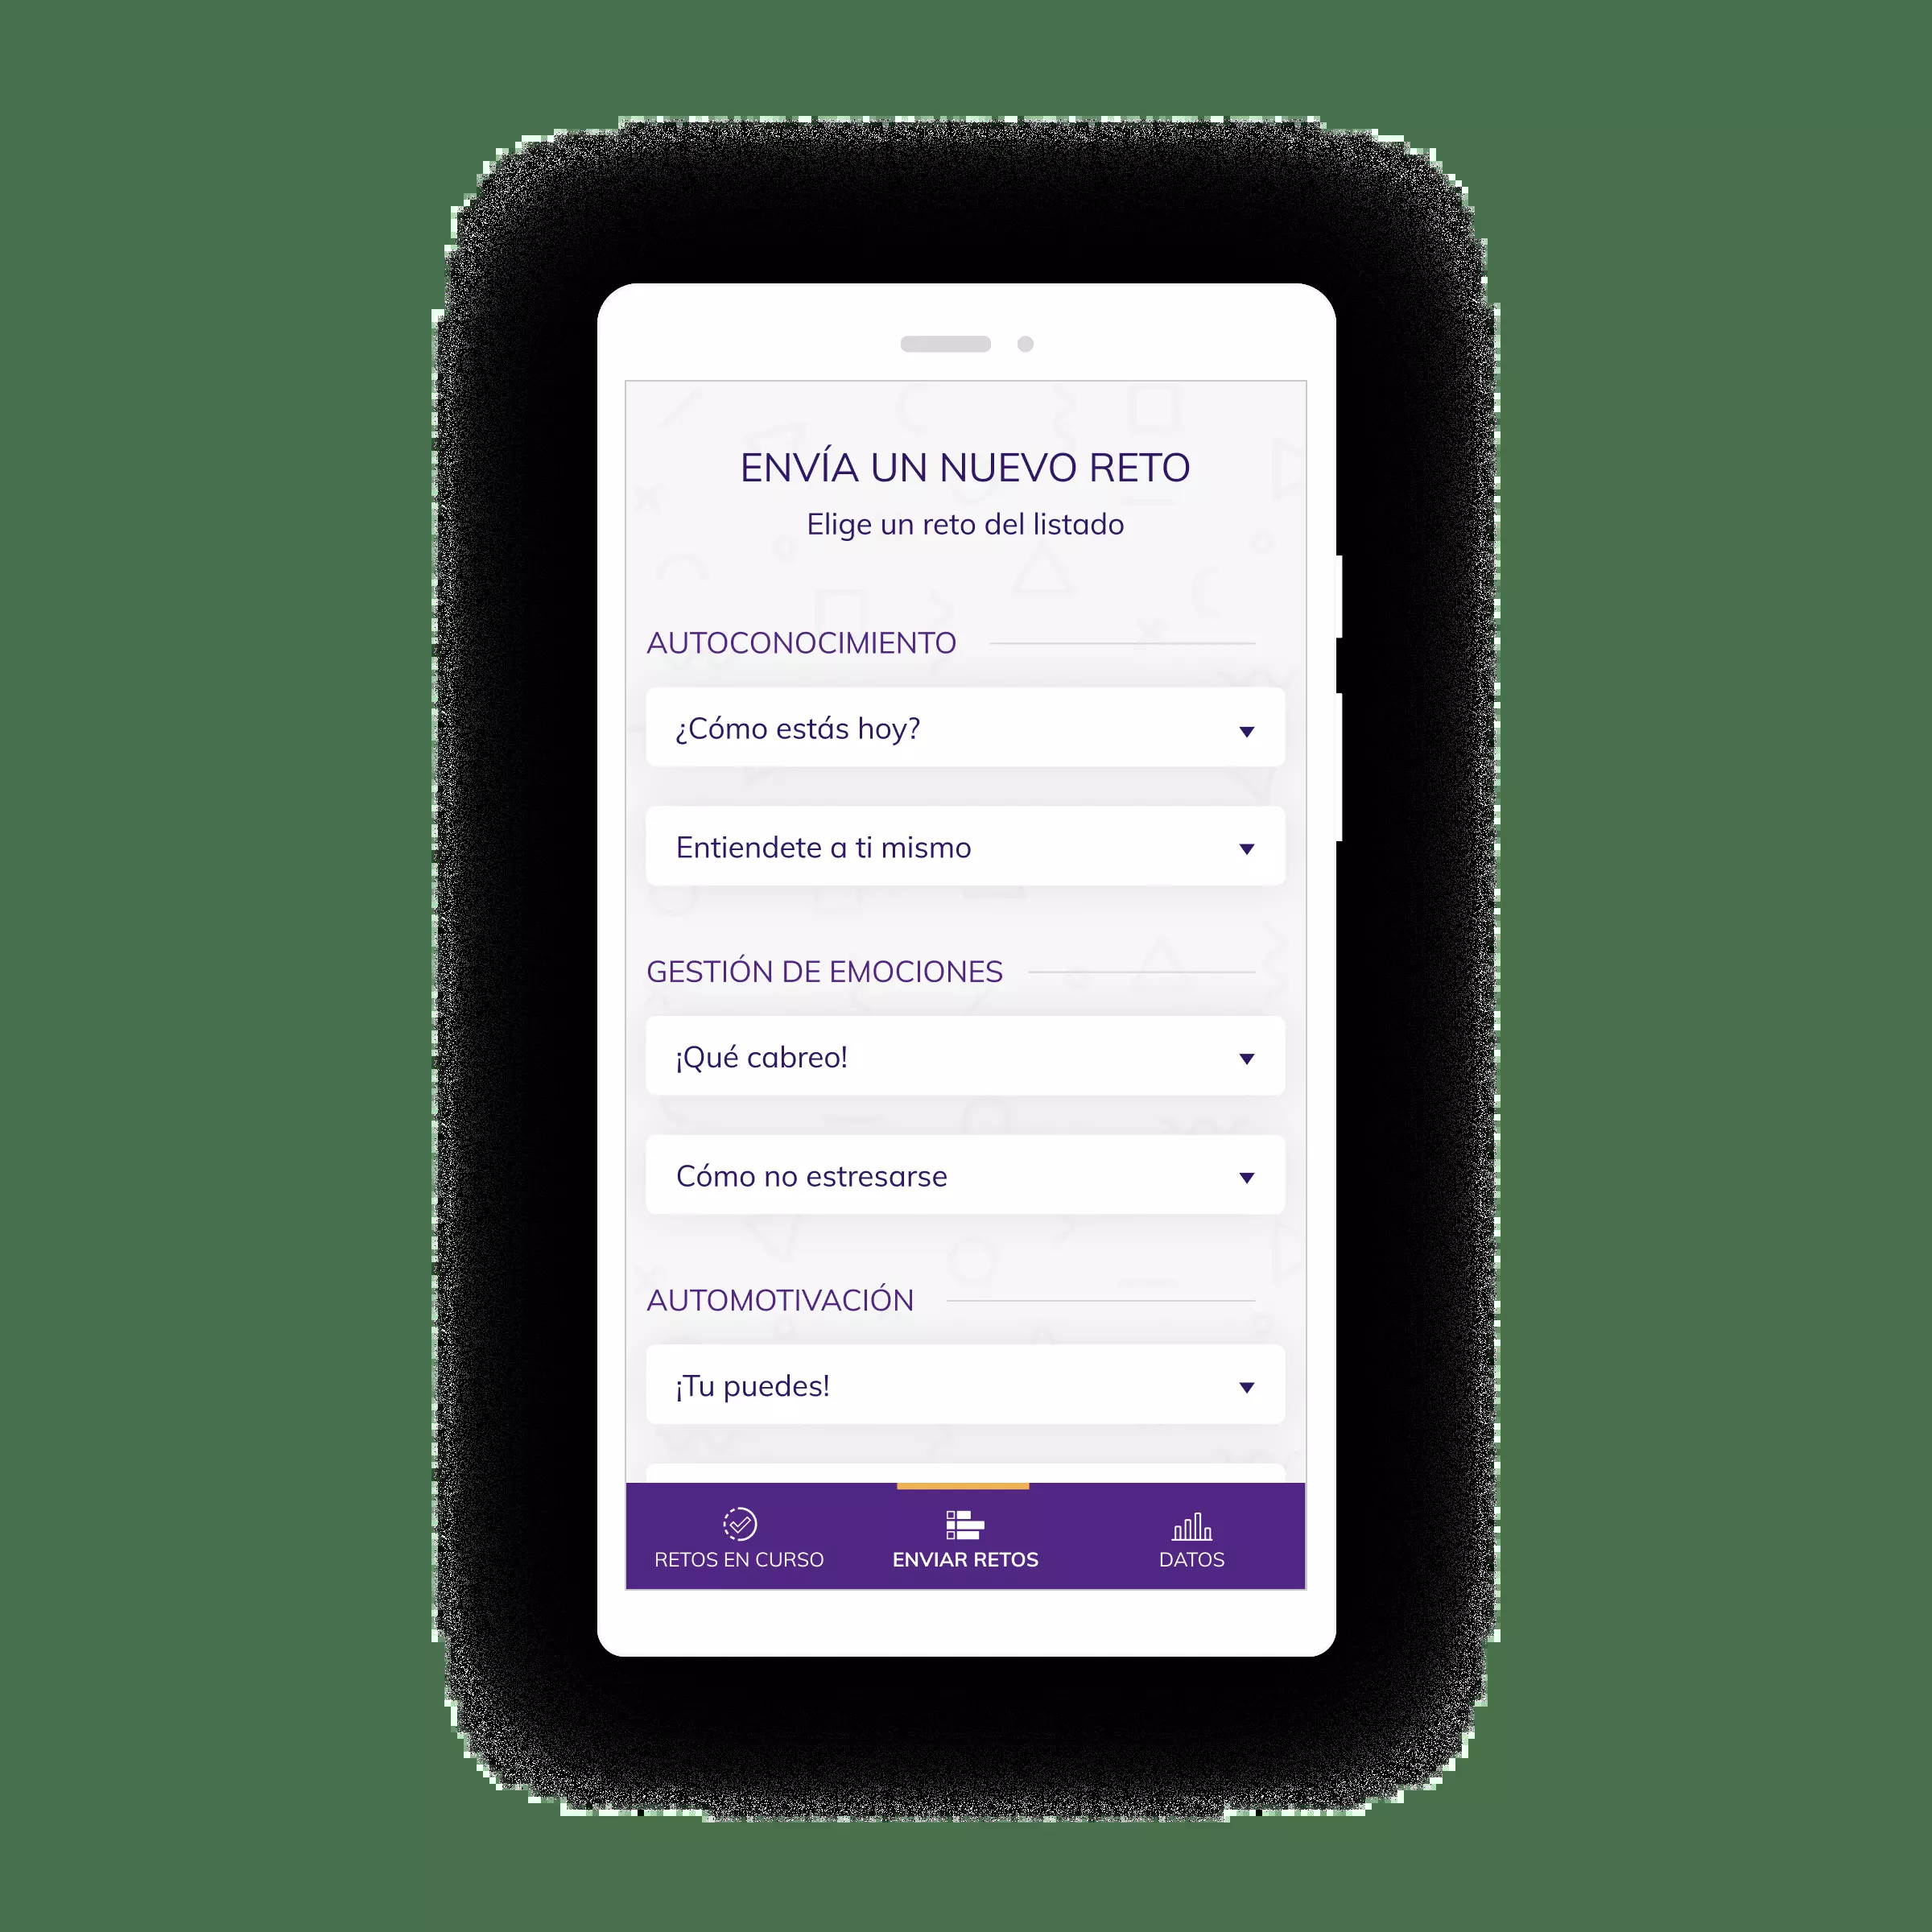 ENVÍA UN NUEVO RETO
Elige un reto del listado
AUTOCONOCIMIENTO
¿Cómo estás hoy?
Entiendete a ti mismo
GESTIÓN DE EMOCIONES
¡Qué cabreo!
Cómo no estresarse
AUTOMOTIVACIÓN
¡Tu puedes!
RETOS EN CURSO
ENVIAR RETOS
DATOS